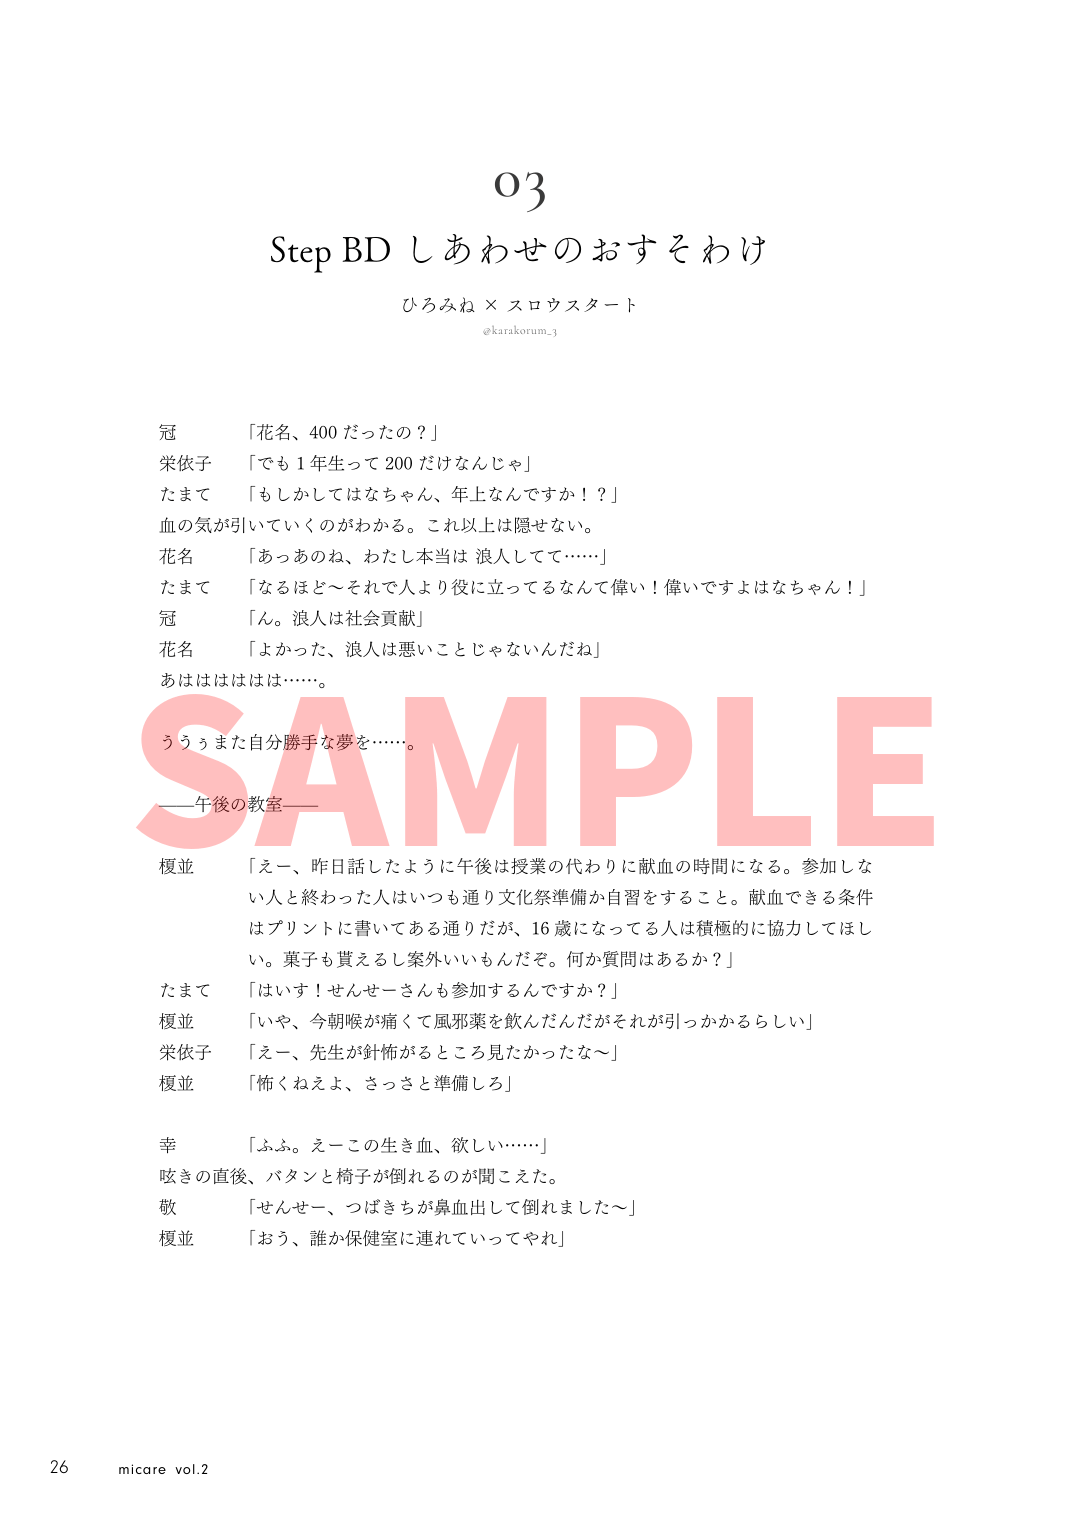 03
Step BD しあわせのおすそわけ
ひろみね × スロウスタート
@karakorum_3
冠 「花名、400 だったの？」
栄依子 「でも 1 年生って 200 だけなんじゃ」
たまて 「もしかしてはなちゃん、年上なんですか！？」
血の気が引いていくのがわかる。これ以上は隠せない。
花名 「あっあのね、わたし本当は 浪人してて……」
たまて 「なるほど〜それで人より役に立ってるなんて偉い！偉いですよはなちゃん！」
冠 「ん。浪人は社会貢献」
花名 「よかった、浪人は悪いことじゃないんだね」
あはははははは……。
ううぅまた自分勝手な夢を……。
SAMPLE
――午後の教室――
榎並 「えー、昨日話したように午後は授業の代わりに献血の時間になる。参加しな
い人と終わった人はいつも通り文化祭準備か自習をすること。献血できる条件
はプリントに書いてある通りだが、16 歳になってる人は積極的に協力してほし
い。菓子も貰えるし案外いいもんだぞ。何か質問はあるか？」
たまて 「はいす！せんせーさんも参加するんですか？」
榎並 「いや、今朝喉が痛くて風邪薬を飲んだんだがそれが引っかかるらしい」
栄依子 「えー、先生が針怖がるところ見たかったな〜」
榎並 「怖くねえよ、さっさと準備しろ」
幸 「ふふ。えーこの生き血、欲しい……」
呟きの直後、バタンと椅子が倒れるのが聞こえた。
敬 「せんせー、つばきちが鼻血出して倒れました〜」
榎並 「おう、誰か保健室に連れていってやれ」
26 micare vol.2